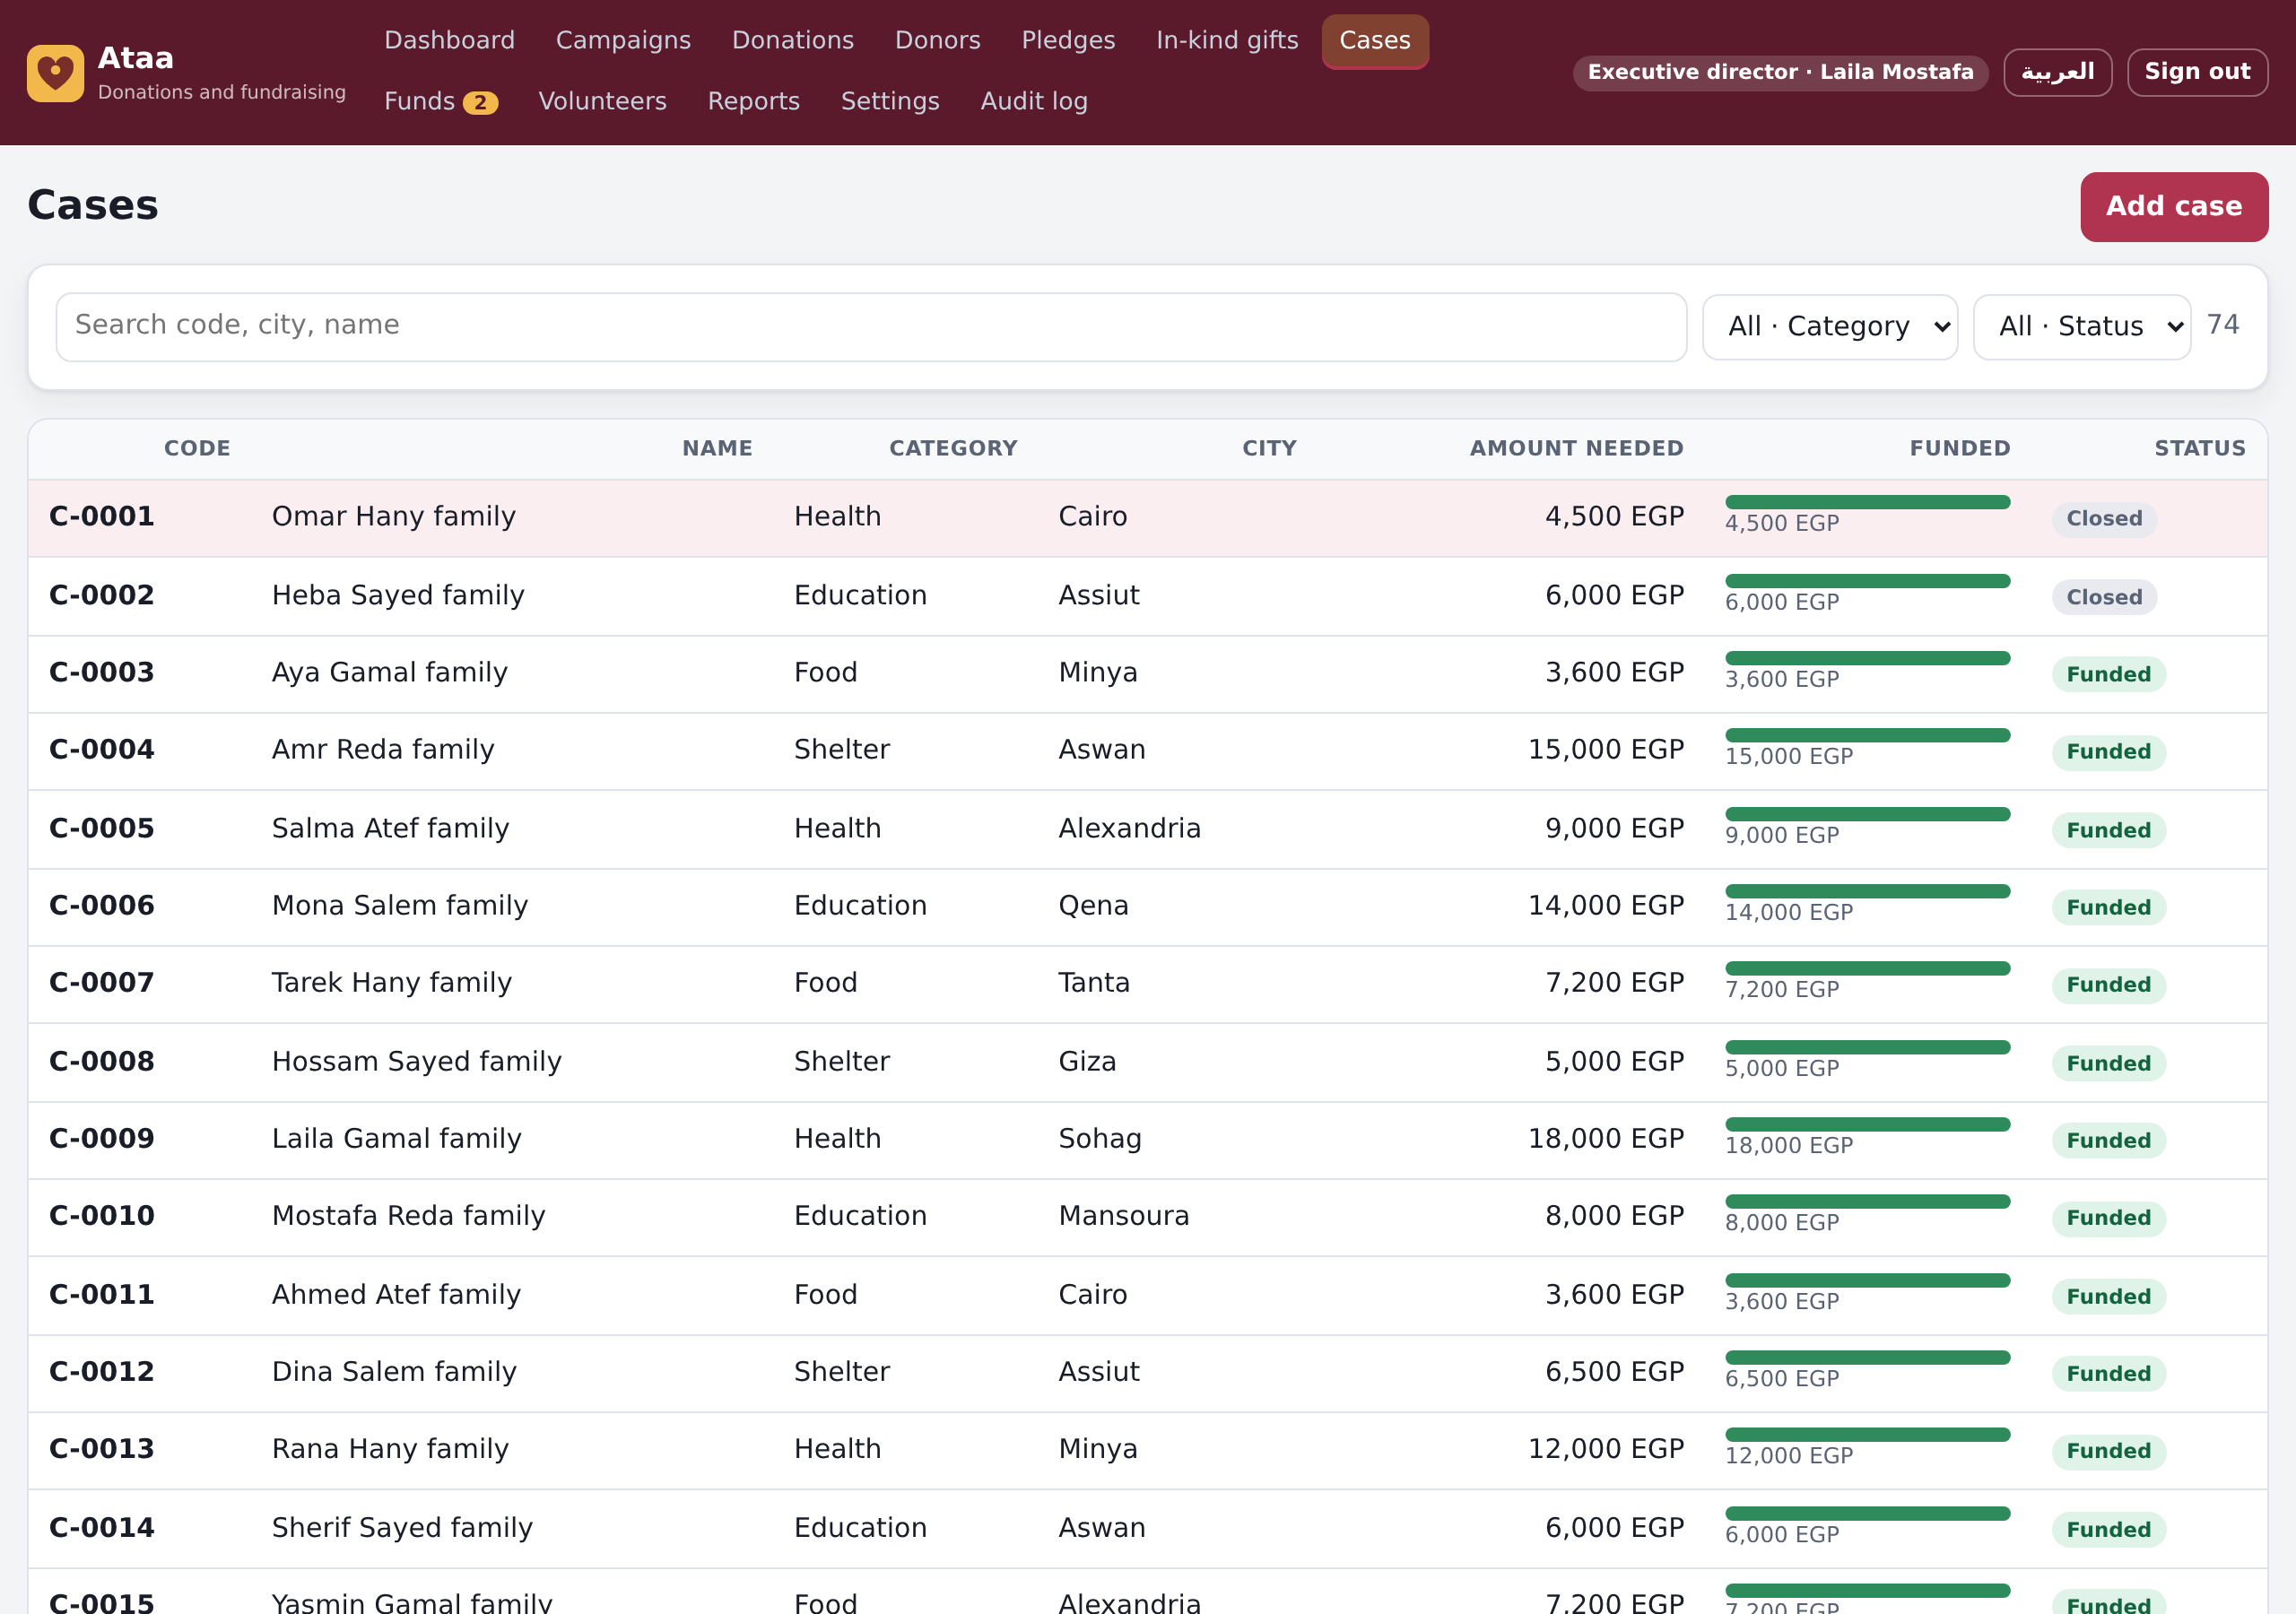 Ataa
Donations and fundraising
Dashboard Campaigns Donations Donors Pledges In-kind gifts Cases
Funds 2 Volunteers Reports Settings Audit log
Executive director · Laila Mostafa العربية Sign out
Cases Add case
Search code, city, name All · Category All · Status 74
CODE NAME CATEGORY CITY AMOUNT NEEDED FUNDED STATUS
C-0001 Omar Hany family Health Cairo 4,500 EGP 4,500 EGP Closed
C-0002 Heba Sayed family Education Assiut 6,000 EGP 6,000 EGP Closed
C-0003 Aya Gamal family Food Minya 3,600 EGP 3,600 EGP Funded
C-0004 Amr Reda family Shelter Aswan 15,000 EGP 15,000 EGP Funded
C-0005 Salma Atef family Health Alexandria 9,000 EGP 9,000 EGP Funded
C-0006 Mona Salem family Education Qena 14,000 EGP 14,000 EGP Funded
C-0007 Tarek Hany family Food Tanta 7,200 EGP 7,200 EGP Funded
C-0008 Hossam Sayed family Shelter Giza 5,000 EGP 5,000 EGP Funded
C-0009 Laila Gamal family Health Sohag 18,000 EGP 18,000 EGP Funded
C-0010 Mostafa Reda family Education Mansoura 8,000 EGP 8,000 EGP Funded
C-0011 Ahmed Atef family Food Cairo 3,600 EGP 3,600 EGP Funded
C-0012 Dina Salem family Shelter Assiut 6,500 EGP 6,500 EGP Funded
C-0013 Rana Hany family Health Minya 12,000 EGP 12,000 EGP Funded
C-0014 Sherif Sayed family Education Aswan 6,000 EGP 6,000 EGP Funded
C-0015 Yasmin Gamal family Food Alexandria 7,200 EGP 7,200 EGP Funded